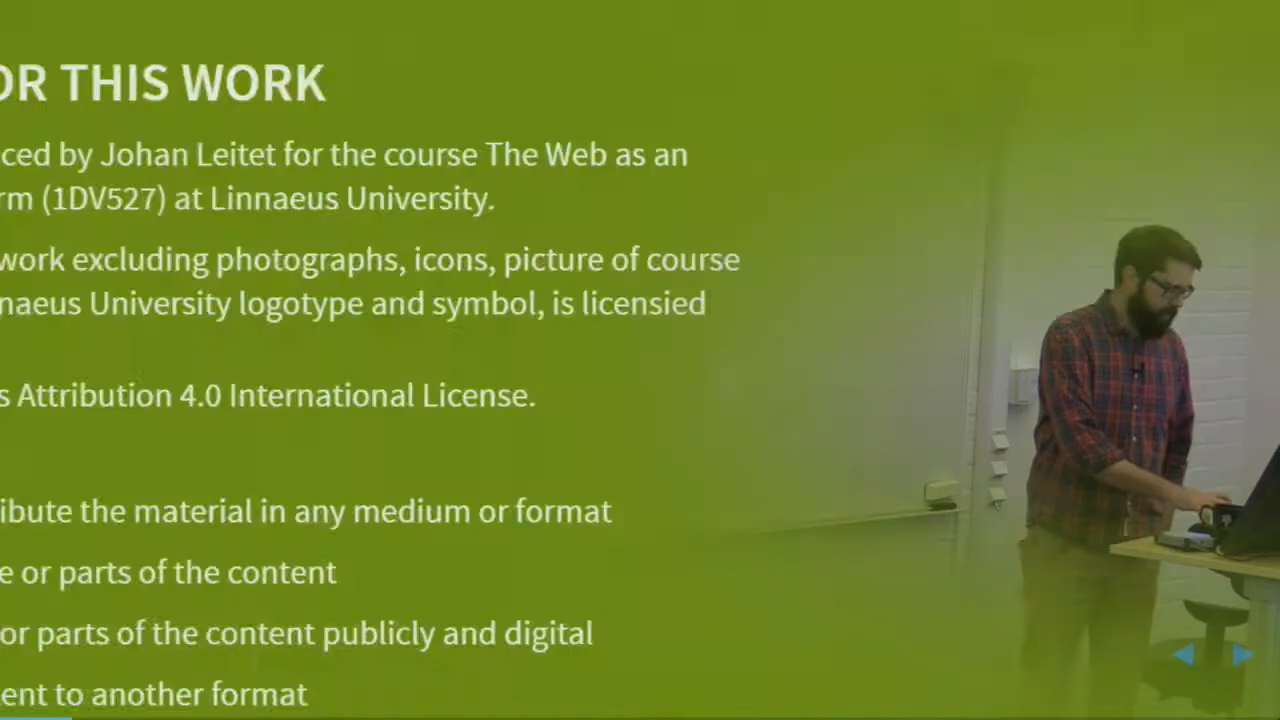 OR THIS WORK
ced by Johan Leitet for the course The Web as an
rm (1DV527) at Linnaeus University.
work excluding photographs, icons, picture of course
naeus University logotype and symbol, is licensied
s Attribution 4.0 International License.
ibute the material in any medium or format
e or parts of the content
or parts of the content publicly and digital
ent to another format